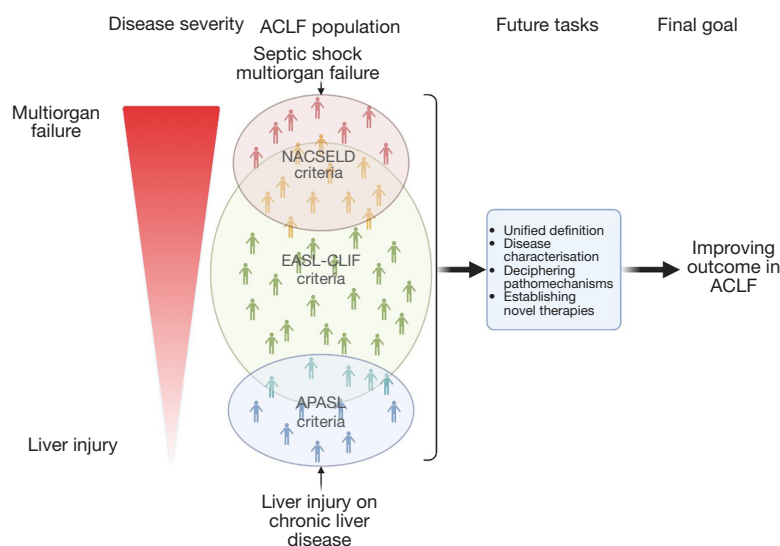 Disease severity
ACLF population
Future tasks
Final goal
Septic shock
multiorgan failure
Multiorgan
failure
NACSELD
criteria
EASL-CLIF
criteria
APASL
criteria
Liver injury
Liver injury on
chronic liver
disease
• Unified definition
• Disease
characterisation
• Deciphering
pathomechanisms
• Establishing
novel therapies
Improving
outcome in
ACLF